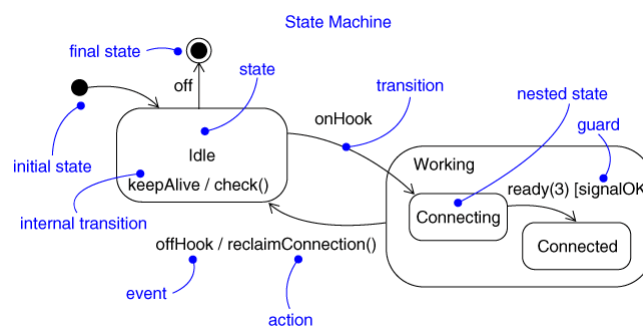 State Machine
final state
state
off
transition
nested state
onHook
guard
initial state
Idle
Working
keepAlive / check()
ready(3) [signalOK
internal transition
Connecting
offHook / reclaimConnection()
Connected
event
action